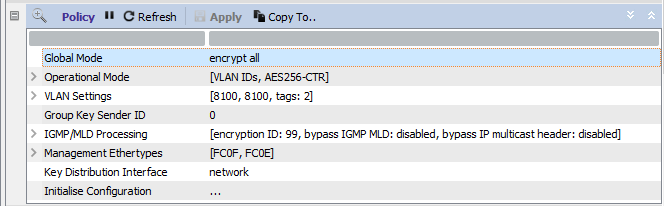 Policy Refresh Apply Copy To..
Global Mode encrypt all
Operational Mode [VLAN IDs, AES256-CTR]
VLAN Settings [8100, 8100, tags: 2]
Group Key Sender ID 0
IGMP/MLD Processing [encryption ID: 99, bypass IGMP MLD: disabled, bypass IP multicast header: disabled]
Management Ethertypes [FC0F, FC0E]
Key Distribution Interface network
Initialise Configuration ...